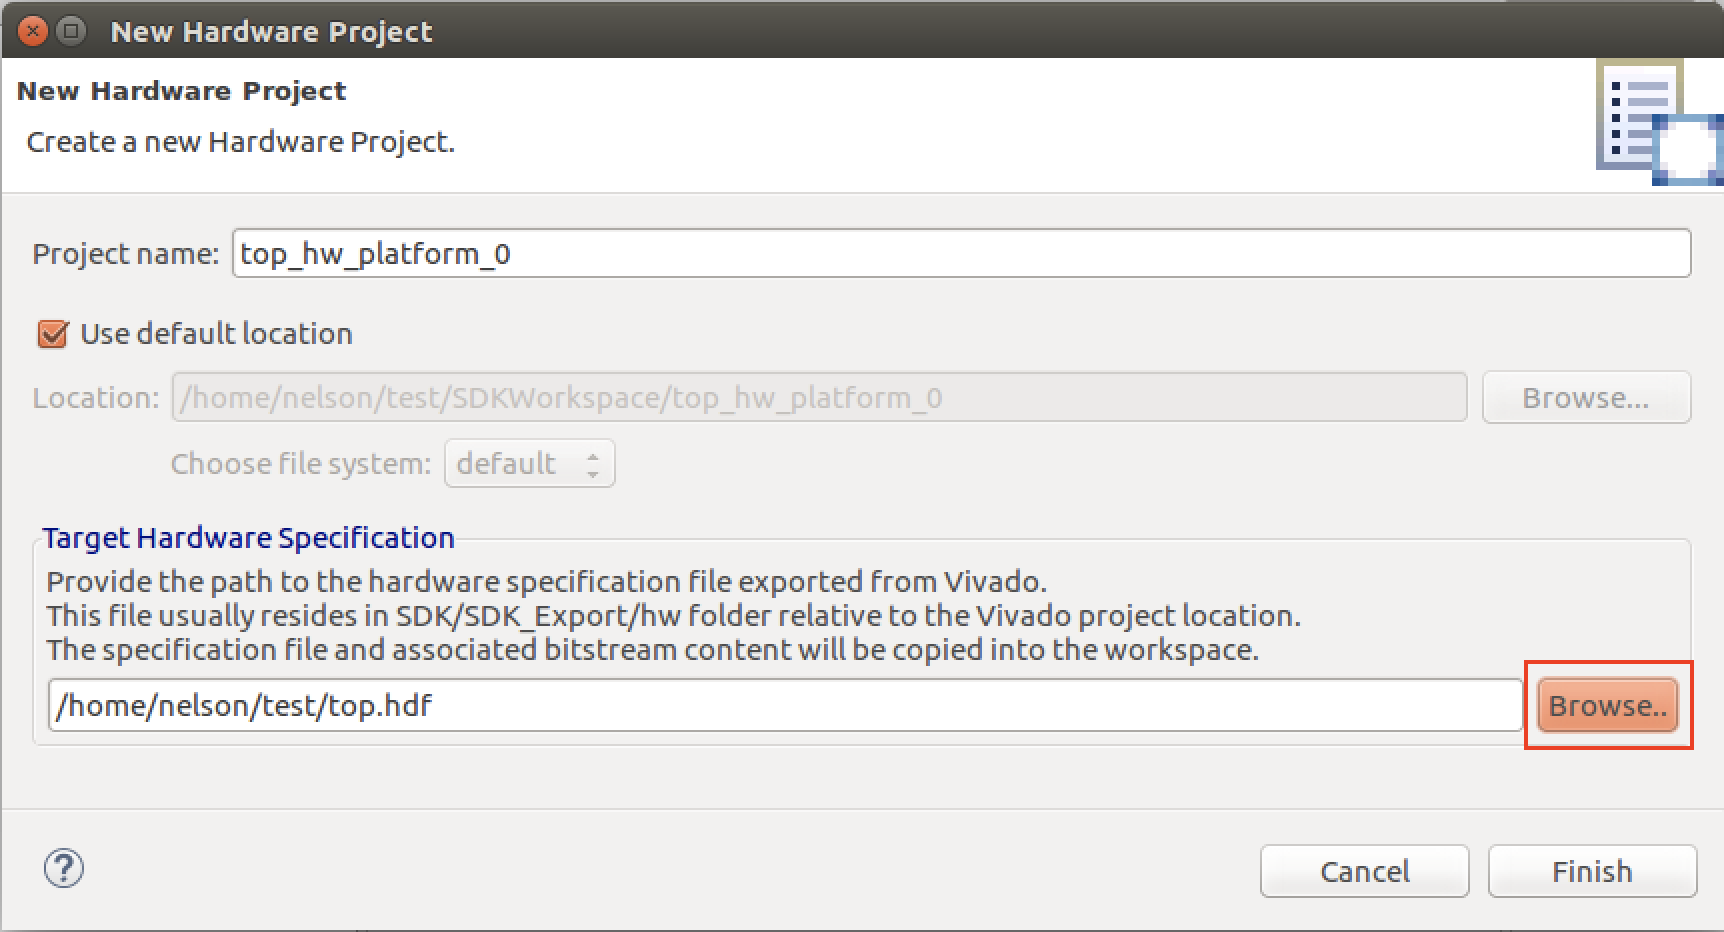 New Hardware Project
New Hardware Project
Create a new Hardware Project.
Project name: top_hw_platform_0
Use default location
Location: /home/nelson/test/SDKWorkspace/top_hw_platform_0 Browse...
Choose file system: default
Target Hardware Specification
Provide the path to the hardware specification file exported from Vivado.
This file usually resides in SDK/SDK_Export/hw folder relative to the Vivado project location.
The specification file and associated bitstream content will be copied into the workspace.
/home/nelson/test/top.hdf Browse..
? Cancel Finish